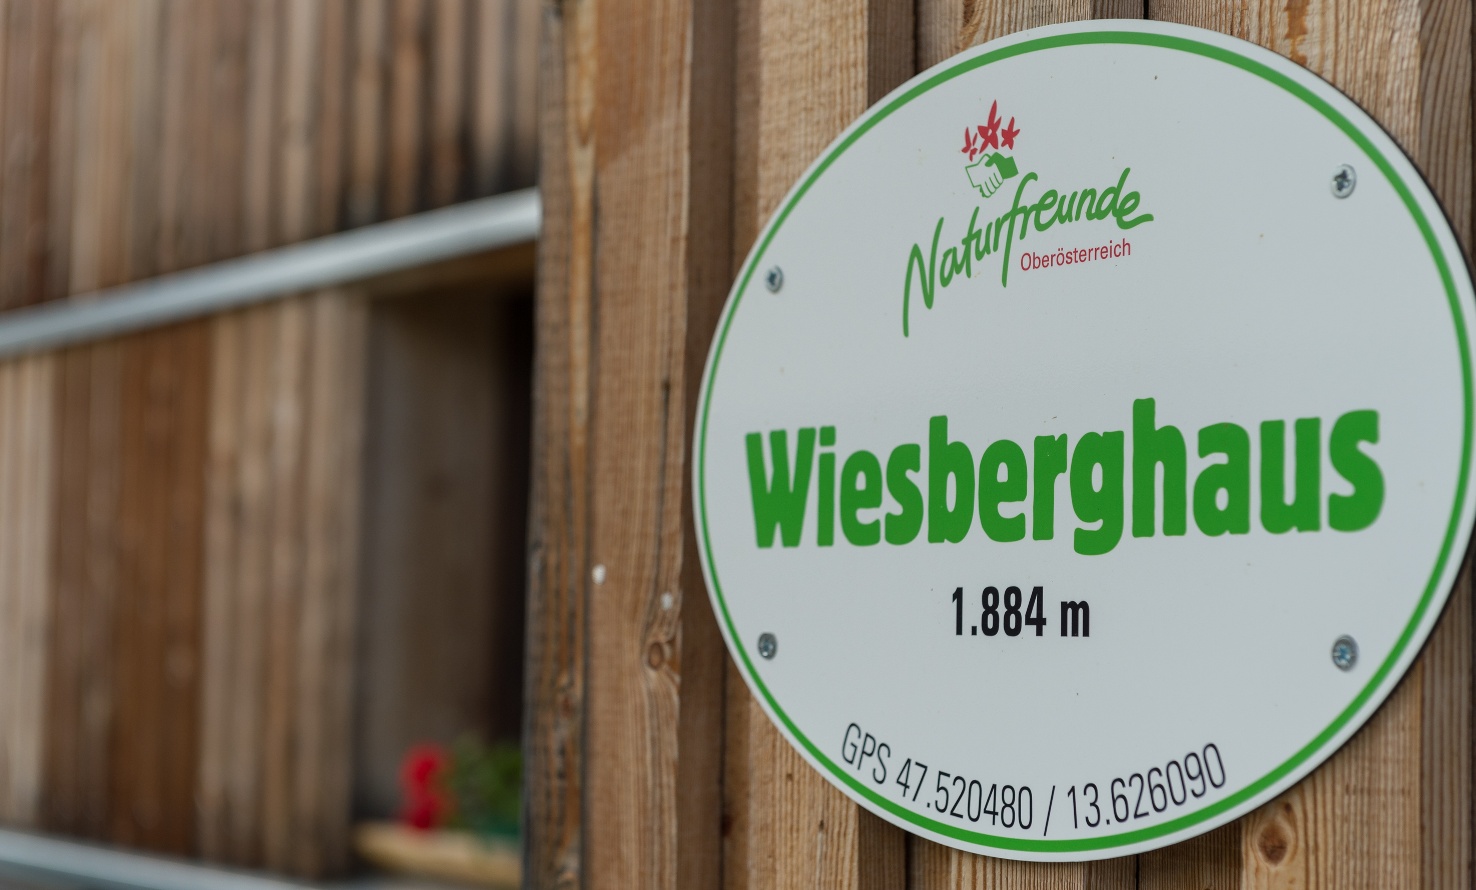 Naturfreunde
Oberösterreich
Wiesberghaus
1.884 m
GPS 47.520480 / 13.626090